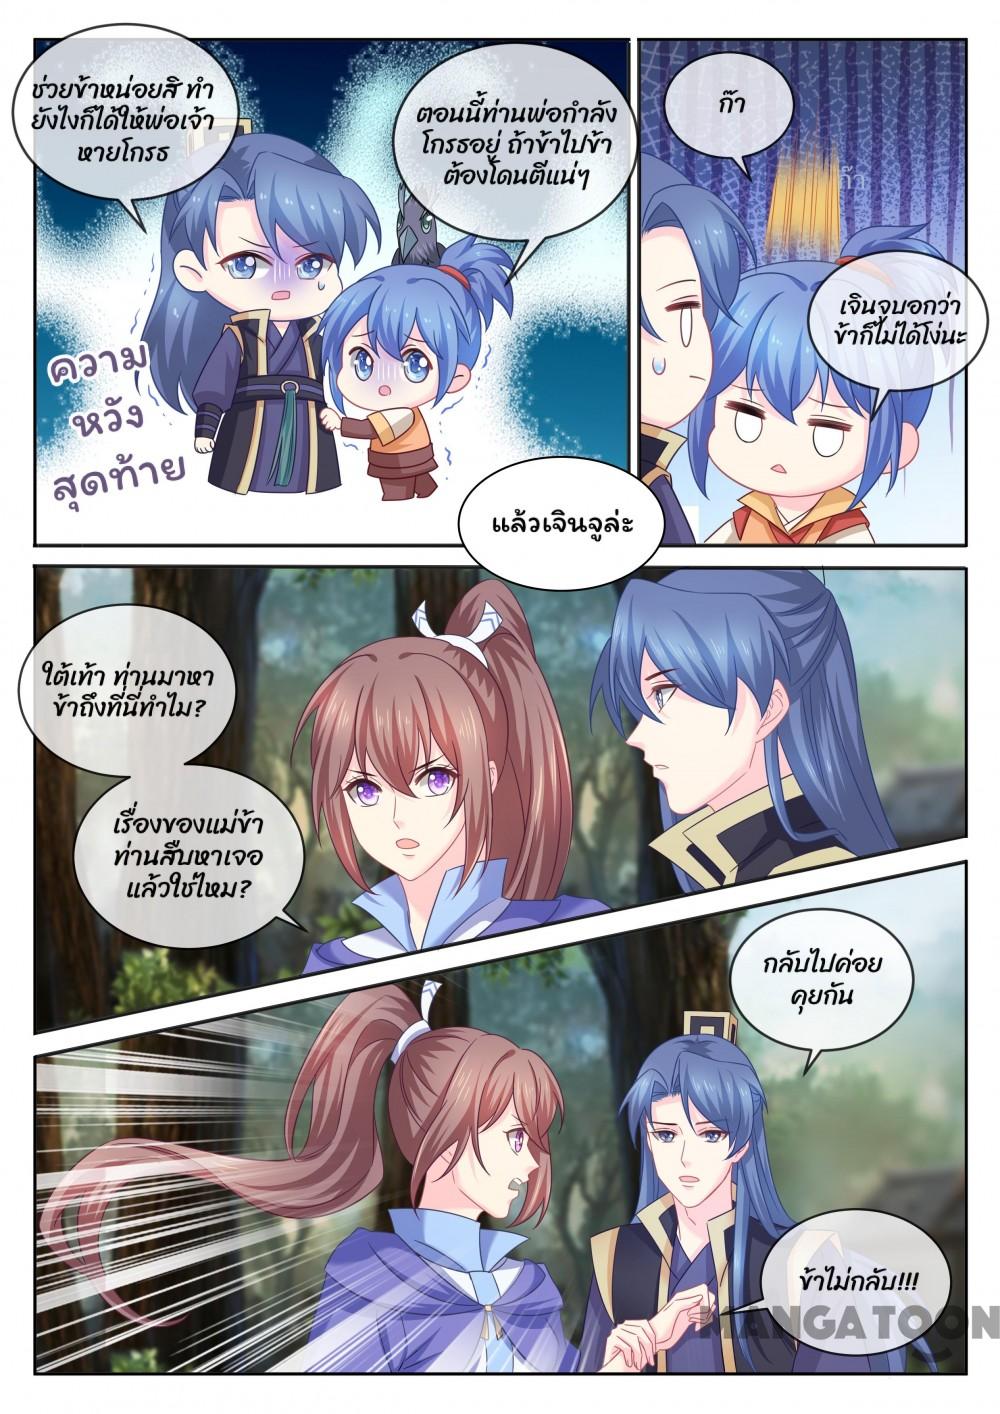 ช่วยข้าหน่อยสิ ทำ
ยังไงก็ได้ให้พ่อเจ้า
หายโกรธ
ตอนนี้ท่านพ่อกำลัง
โกรธอยู่ ถ้าข้าไปข้า
ต้องโดนตีแน่ๆ
ความ
หวัง
สุดท้าย
ก๊า
ก๊า
เจินจูบอกว่า
ข้าก็ไม่ได้โง่นะ
แล้วเจินจูล่ะ
ใต้เท้า ท่านมาหา
ข้าถึงที่นี่ทำไม?
เรื่องของแม่ข้า
ท่านสืบหาเจอ
แล้วใช่ไหม?
กลับไปค่อย
คุยกัน
ข้าไม่กลับ!!!
MANGATOON